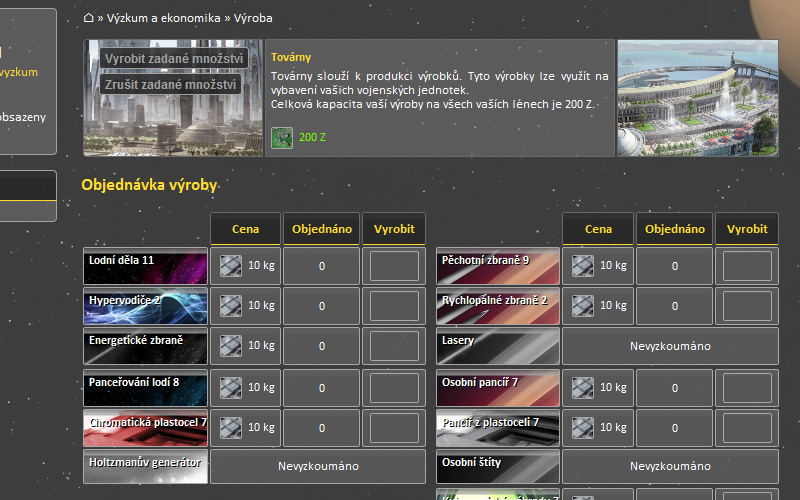 » Výzkum a ekonomika » Výroba
vyzkum
obsazeny
Vyrobit zadané množství
Zrušit zadané množství
Továrny
Továrny slouží k produkci výrobků. Tyto výrobky lze využít na
vybavení vašich vojenských jednotek.
Celková kapacita vaší výroby na všech vašich lénech je 200 Z.
200 Z
Objednávka výroby
Cena Objednáno Vyrobit
Lodní děla 11 10 kg 0
Hypervodiče 2 10 kg 0
Energetické zbraně 10 kg 0
Panceřování lodí 8 10 kg 0
Chromatická plastocel 7 10 kg 0
Holtzmanův generátor Nevyzkoumáno
Cena Objednáno Vyrobit
Pěchotní zbraně 9 10 kg 0
Rychlopalné zbraně 2 10 kg 0
Lasery Nevyzkoumáno
Osobní pancíř 7 10 kg 0
Pancíř z plastoceli 7 10 kg 0
Osobní štíty Nevyzkoumáno